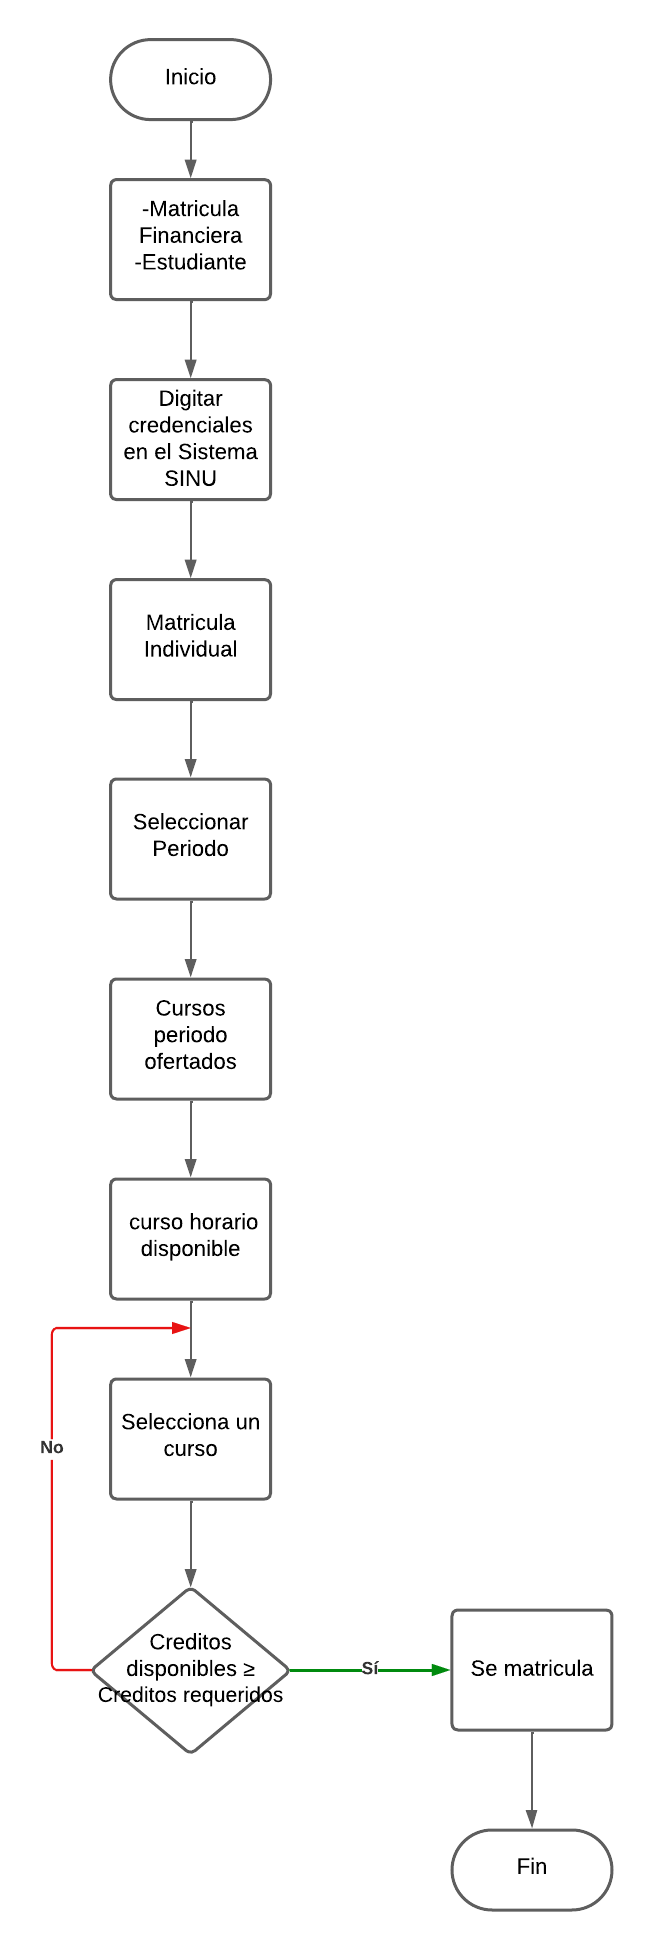 Inicio
-Matricula
Financiera
-Estudiante
Digitar
credenciales
en el Sistema
SINU
Matricula
Individual
Seleccionar
Periodo
Cursos
periodo
ofertados
curso horario
disponible
Selecciona un
curso
No
Creditos
disponibles ≥
Creditos requeridos
Sí
Se matricula
Fin